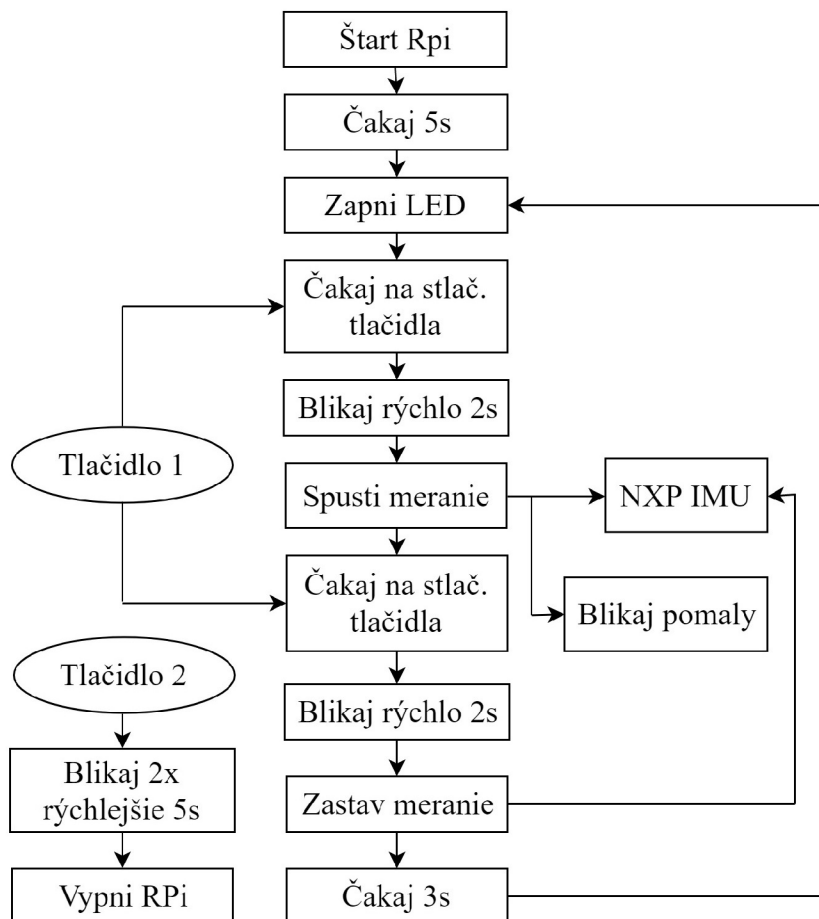 Štart Rpi
Čakaj 5s
Zapni LED
Čakaj na stlač.
tlačidla
Blikaj rýchlo 2s
Tlačidlo 1
Spusti meranie
NXP IMU
Čakaj na stlač.
tlačidla
Blikaj pomaly
Tlačidlo 2
Blikaj rýchlo 2s
Blikaj 2x
rýchlejšie 5s
Zastav meranie
Vypni RPi
Čakaj 3s